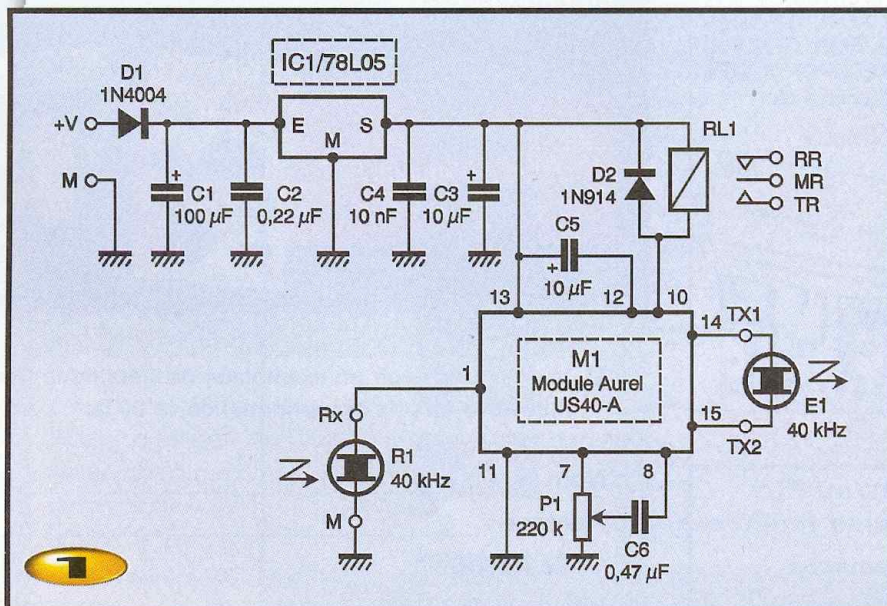 IC1/78L05
D1
1N4004
+V
M
E
S
M
C1
100 µF
C2
0,22 µF
C4
10 nF
C3
10 µF
D2
1N914
RL1
RR
MR
TR
C5
10 µF
13
12
10
14
TX1
1
M1
Module Aurel
US40-A
15
TX2
E1
40 kHz
Rx
R1
40 kHz
M
11
7
8
P1
220 k
C6
0,47 µF
1